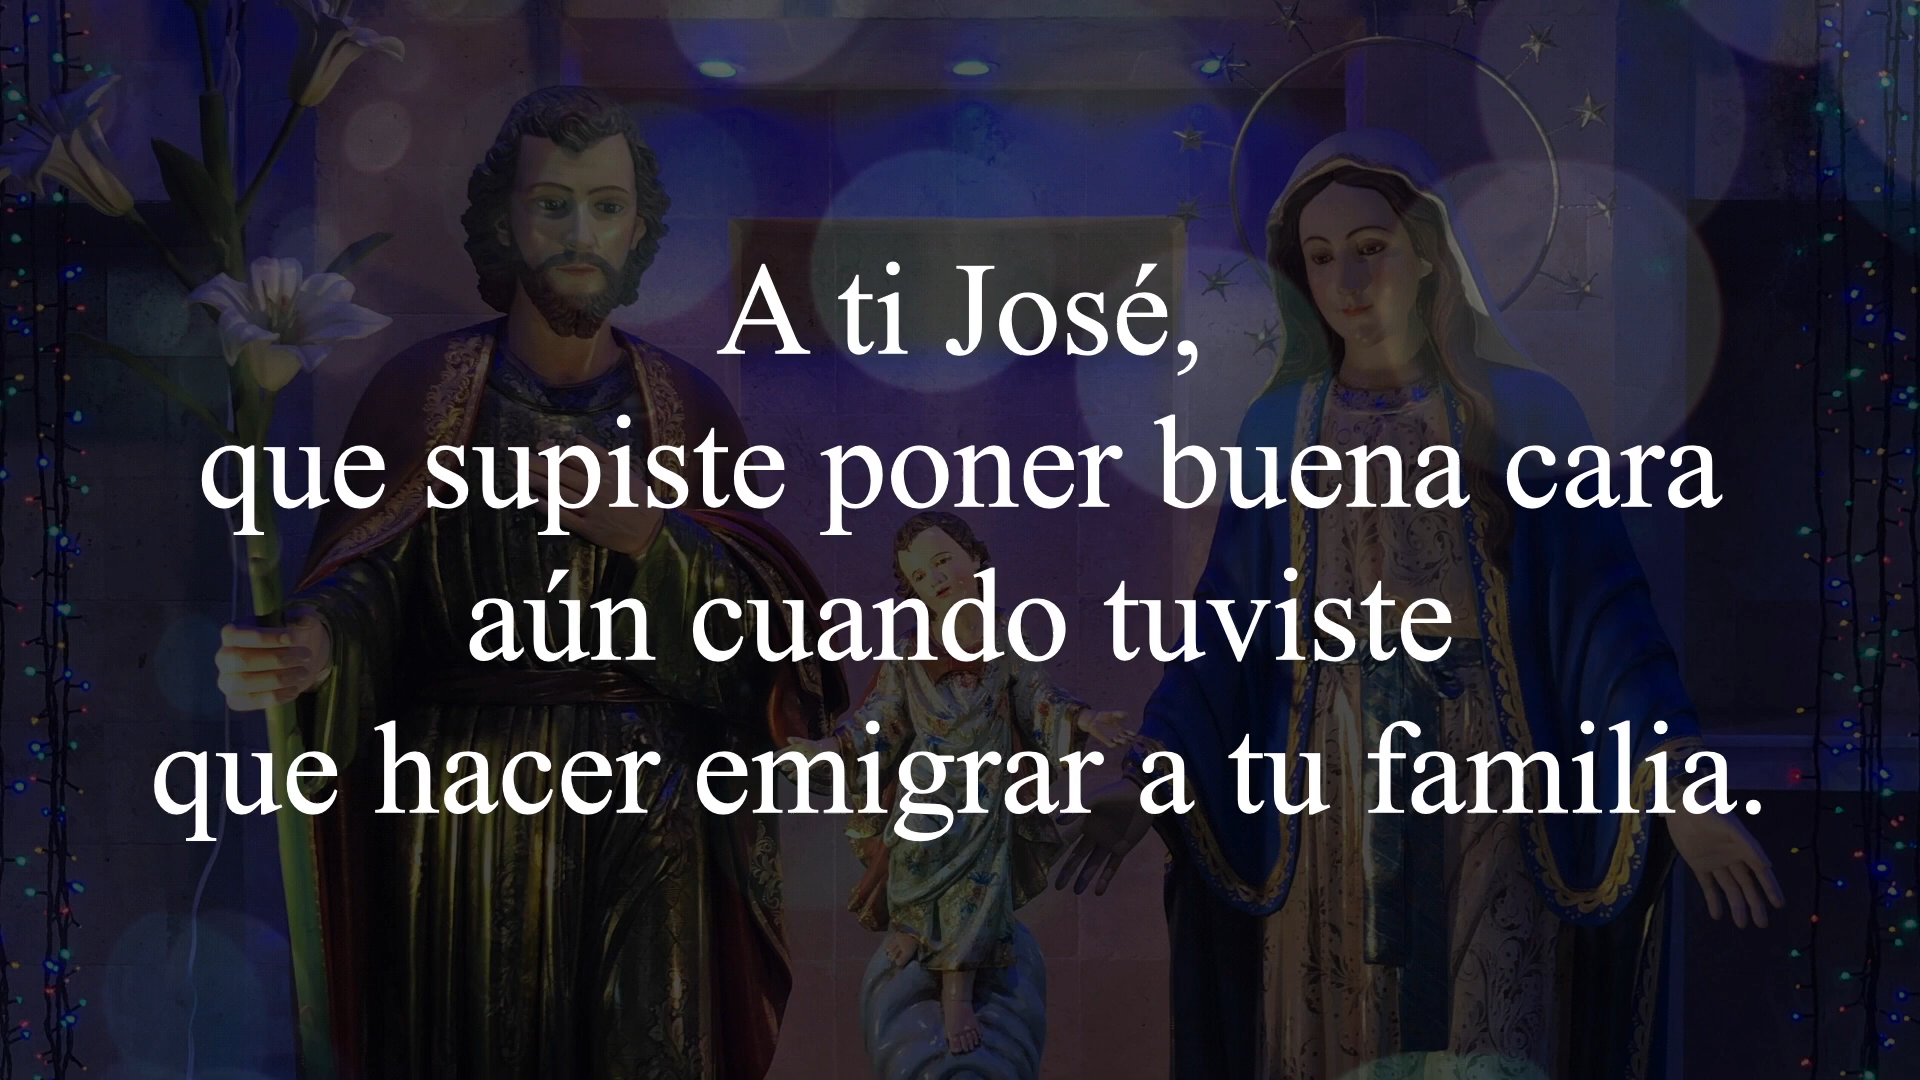 A ti José,
que supiste poner buena cara
aún cuando tuviste
que hacer emigrar a tu familia.